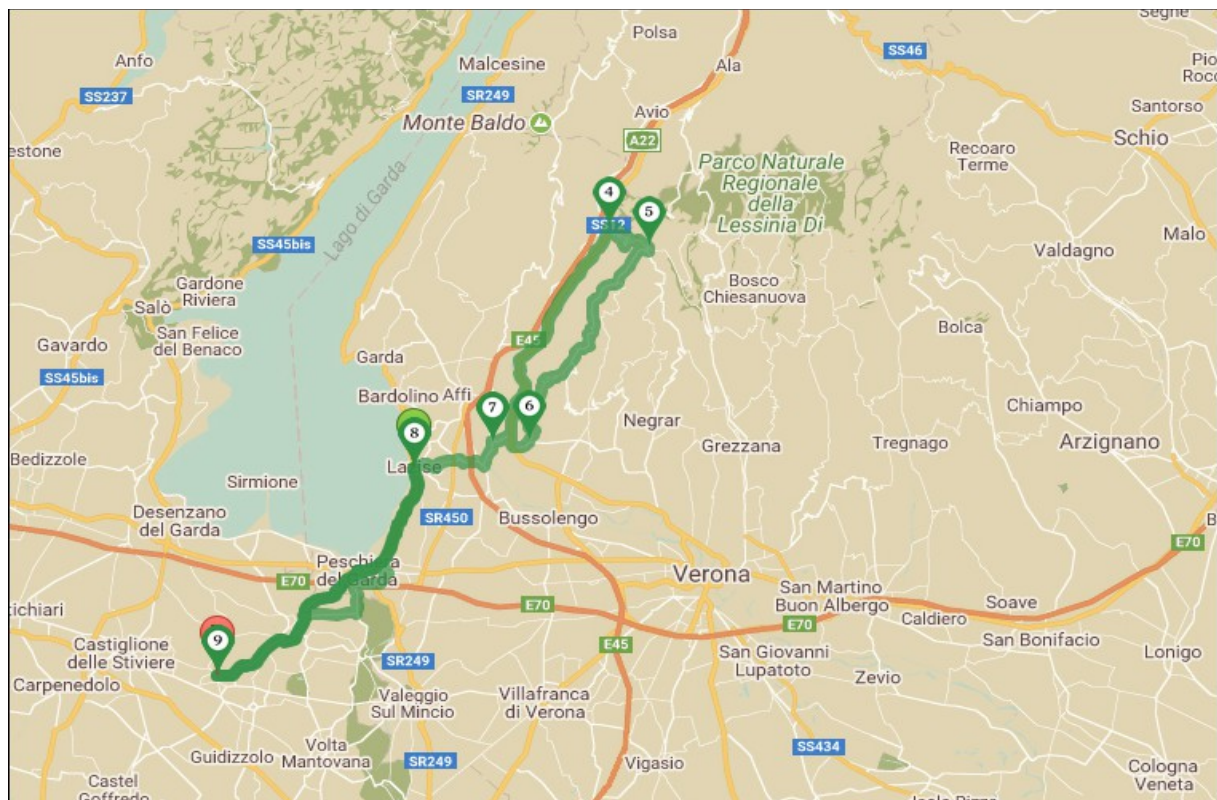 Segne
Polsa
Anfo
SS46
Malcesine
Ala
Pio
Roco
SS237
SR249
Santorso
Monte Baldo
Avio
Schio
A22
estone
Recoaro
Terme
Parco Naturale
Regionale
della
Lessinia Di
Lago di Garda
4
5
SS12
SS45bis
Malo
Valdagno
Gardone
Riviera
Bosco
Chiesanuova
Salò
San Felice
del Benaco
Bolca
Gavardo
E45
Garda
SS45bis
Bardolino
Affi
7
6
Chiampo
Negrar
8
Grezzana
Tregnago
Arzignano
Bedizzole
Lazise
Sirmione
Desenzano
del Garda
SR450
Bussolengo
E70
Peschiera
del Garda
Verona
E70
San Martino
Buon Albergo
E70
tichiari
E70
Soave
Caldiero
9
Castiglione
delle Stiviere
E45
San Bonifacio
SR249
San Giovanni
Lupatoto
Lonigo
Carpenedolo
Zevio
Valeggio
Sul Mincio
Villafranca
di Verona
Guidizzolo
Volta
Mantovana
SS434
SR249
Vigasio
Cologna
Veneta
Castel
Goffredo